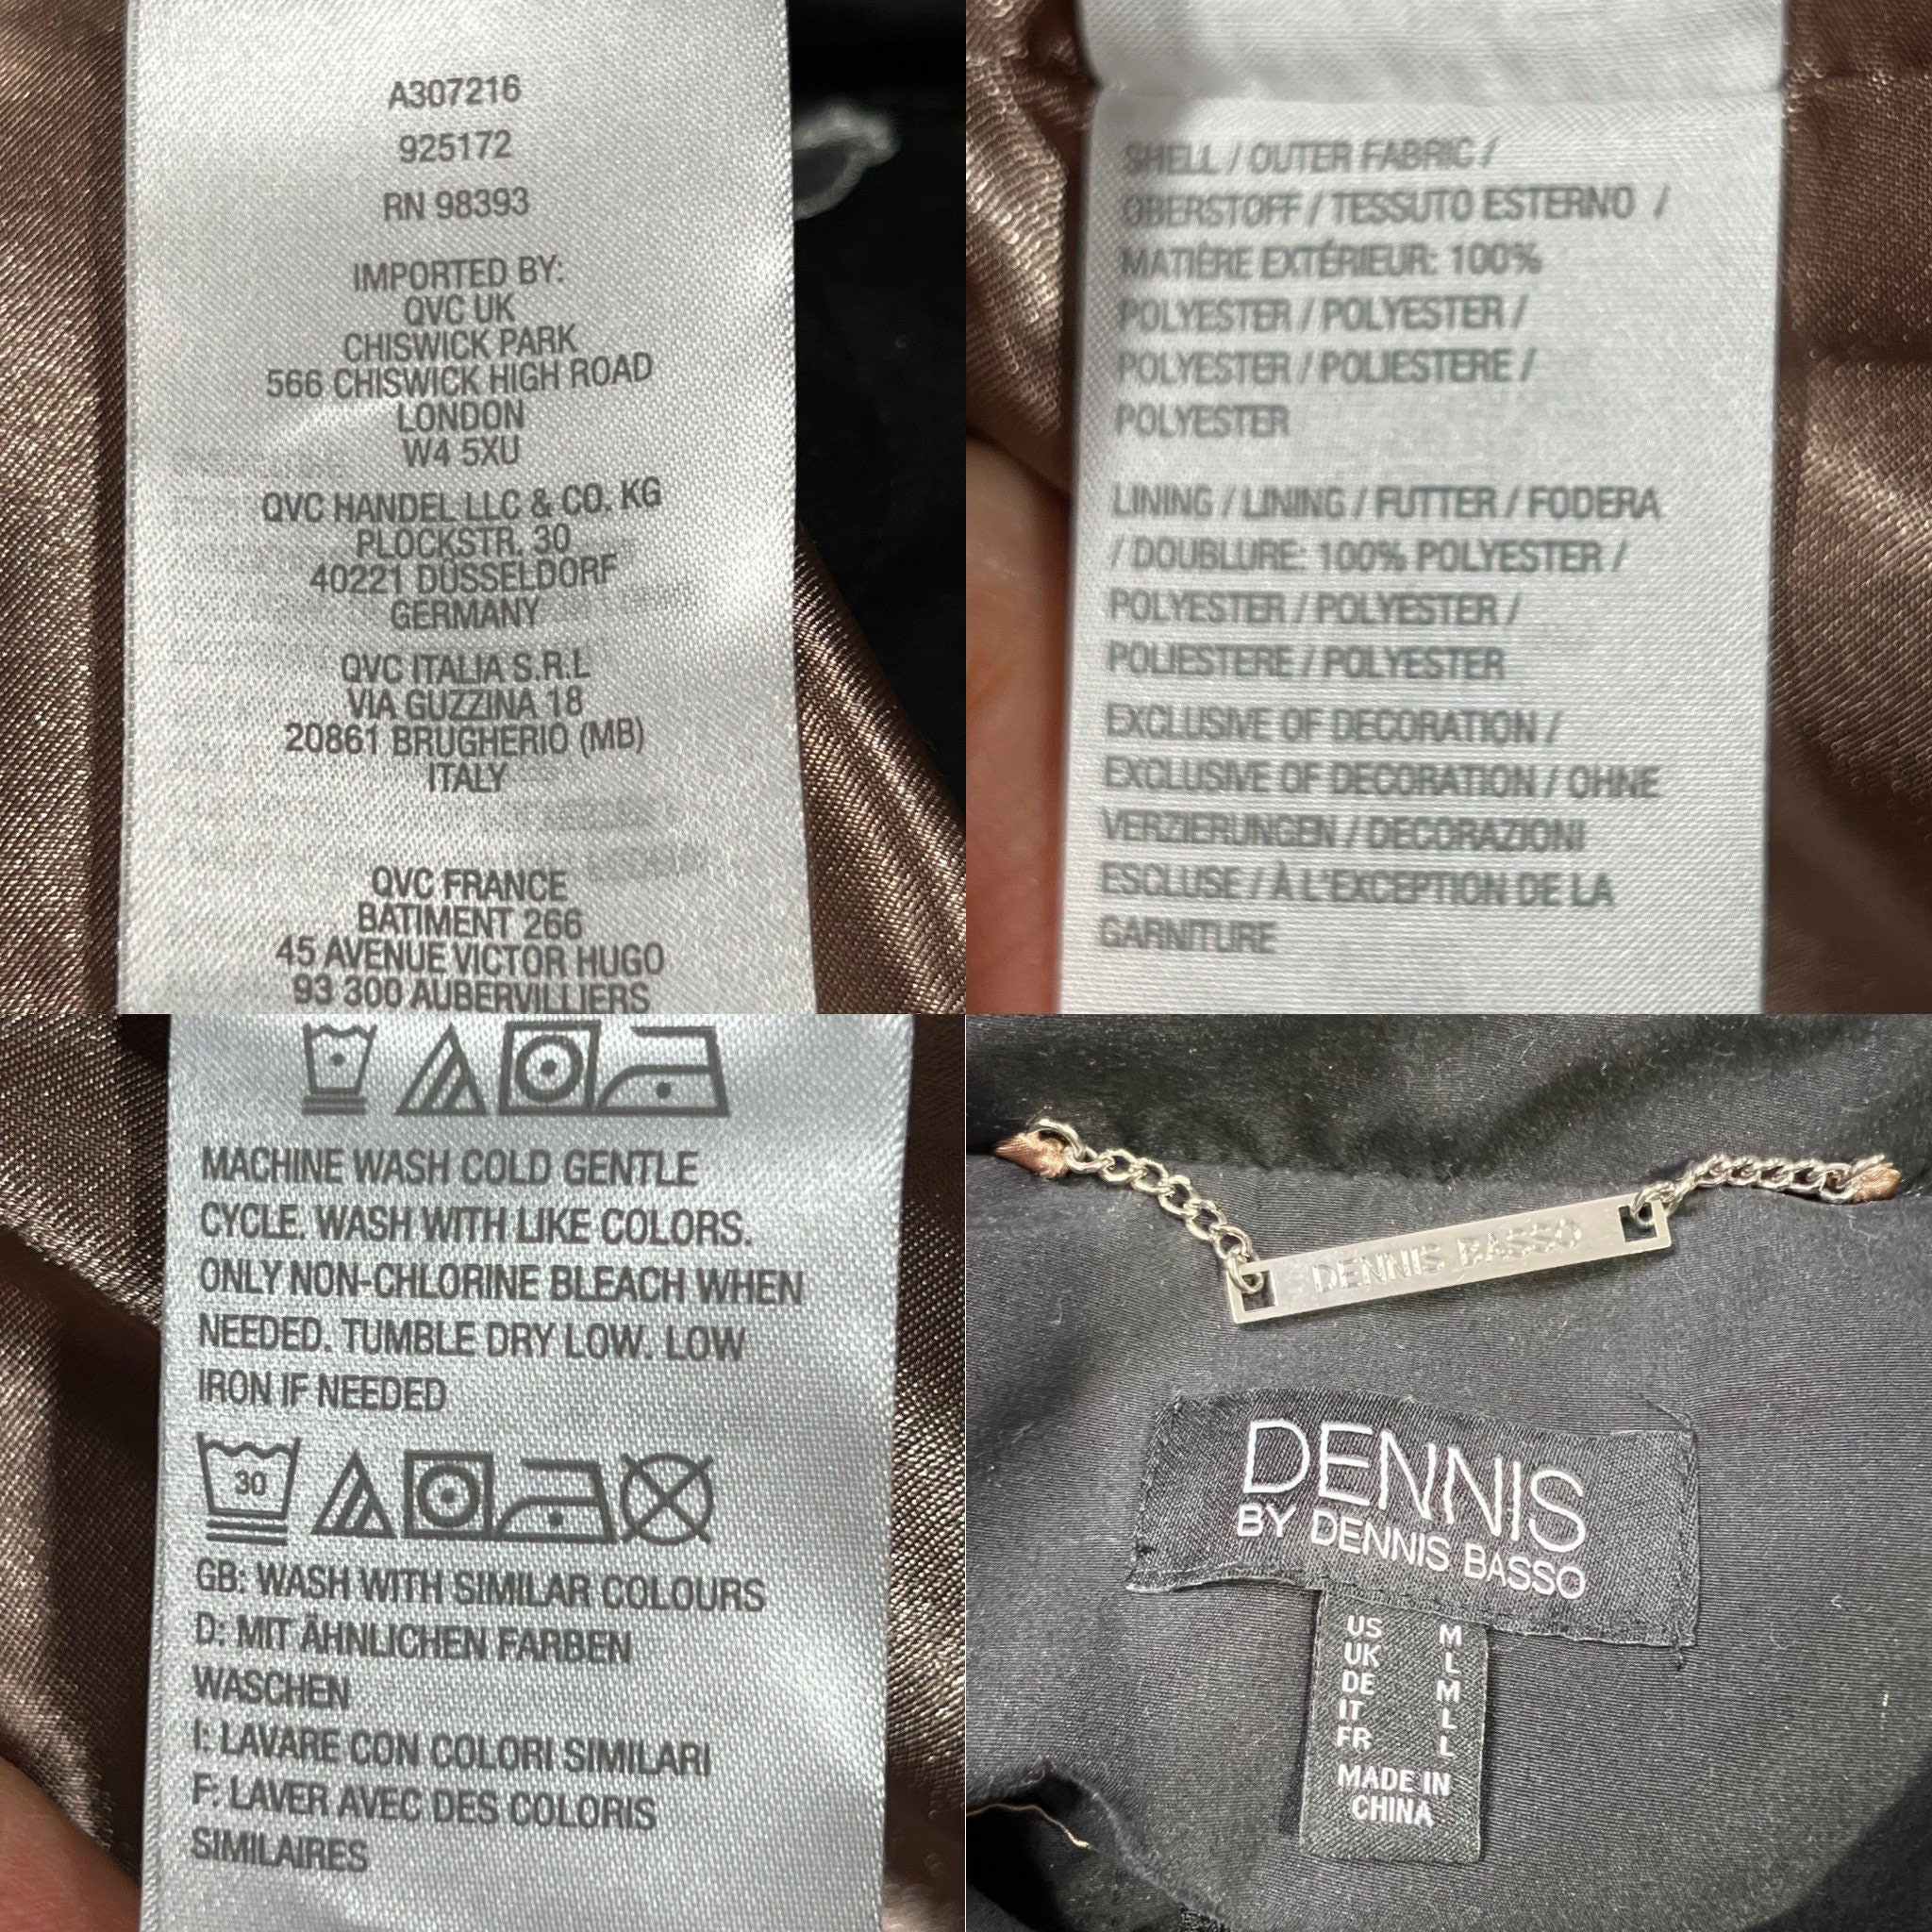 A307216
925172
RN 98393
IMPORTED BY:
QVC UK
CHISWICK PARK
566 CHISWICK HIGH ROAD
LONDON
W4 5XU
QVC HANDEL LLC & CO. KG
PLOCKSTR. 30
40221 DÜSSELDORF
GERMANY
QVC ITALIA S.R.L
VIA GUZZINA 18
20861 BRUGHERIO (MB)
ITALY
QVC FRANCE
BATIMENT 266
45 AVENUE VICTOR HUGO
93 300 AUBERVILLIERS
SHELL / OUTER FABRIC /
OBERSTOFF / TESSUTO ESTERNO /
MATIÈRE EXTÉRIEUR: 100%
POLYESTER / POLYESTER /
POLYESTER / POLIESTERE /
POLYESTER
LINING / LINING / FUTTER / FODERA
/ DOUBLURE: 100% POLYESTER /
POLYESTER / POLYESTER /
POLIESTERE / POLYESTER
EXCLUSIVE OF DECORATION /
EXCLUSIVE OF DECORATION / OHNE
VERZIERUNGEN / DECORAZIONI
ESCLUSE / À L'EXCEPTION DE LA
GARNITURE
MACHINE WASH COLD GENTLE
CYCLE. WASH WITH LIKE COLORS.
ONLY NON-CHLORINE BLEACH WHEN
NEEDED. TUMBLE DRY LOW. LOW
IRON IF NEEDED
30
GB: WASH WITH SIMILAR COLOURS
D: MIT ÄHNLICHEN FARBEN
WASCHEN
I: LAVARE CON COLORI SIMILARI
F: LAVER AVEC DES COLORIS
SIMILAIRES
DENNIS BASSO
DENNIS
BY DENNIS BASSO
US M
UK L
DE M
IT L
FR L
MADE IN
CHINA